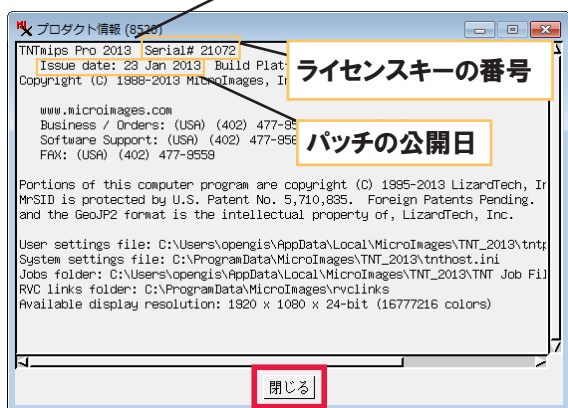 プロダクト情報 (8520)
TNTmips Pro 2013 Serial# 21072
Issue date: 23 Jan 2013 Build Plat
Copyright (C) 1988-2013 MicroImages, I
ライセンスキーの番号
www.microimages.com
Business / Orders: (USA) (402) 477-95
Software Support: (USA) (402) 477-956
FAX: (USA) (402) 477-9559
パッチの公開日
Portions of this computer program are copyright (C) 1995-2013 LizardTech, Ir
MrSID is protected by U.S. Patent No. 5,710,835. Foreign Patents Pending.
and the GeoJP2 format is the intellectual property of, LizardTech, Inc.
User settings file: C:\Users\opengis\AppData\Local\MicroImages\TNT_2013\tntp
System settings file: C:\ProgramData\MicroImages\TNT_2013\tnthost.ini
Jobs folder: C:\Users\opengis\AppData\Local\MicroImages\TNT_2013\TNT Job Fil
RVC links folder: C:\ProgramData\MicroImages\rvclinks
Available display resolution: 1920 x 1080 x 24-bit (16777216 colors)
閉じる